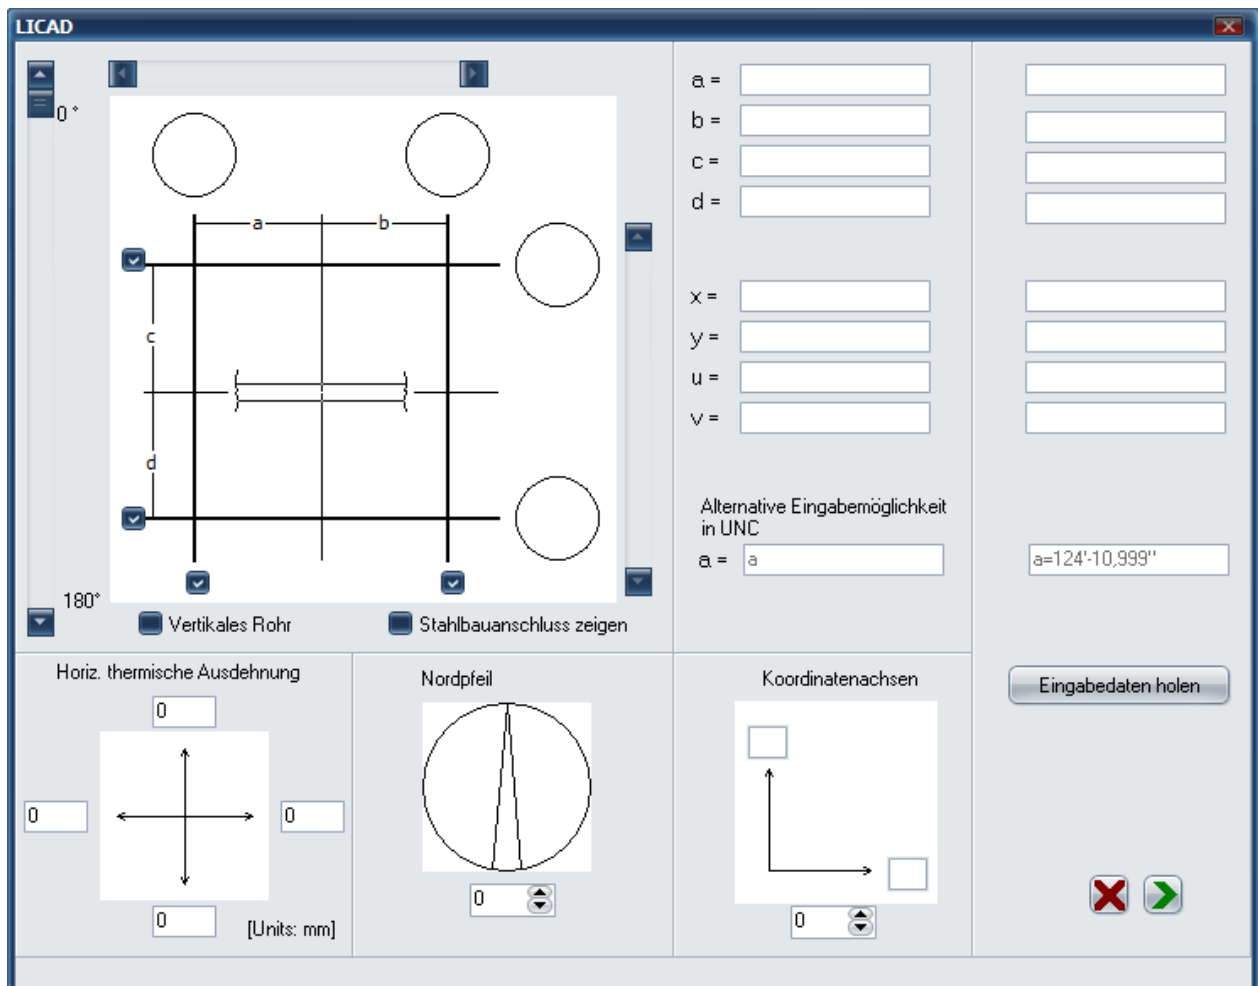 LICAD
0 °
a
b
c
d
180°
Vertikales Rohr
Stahlbauanschluss zeigen
a =
b =
c =
d =
x =
y =
u =
v =
Alternative Eingabemöglichkeit
in UNC
a = a
a=124'-10,999"
Horiz. thermische Ausdehnung
0
0
0
0
[Units: mm]
Nordpfeil
0
Koordinatenachsen
0
Eingabedaten holen